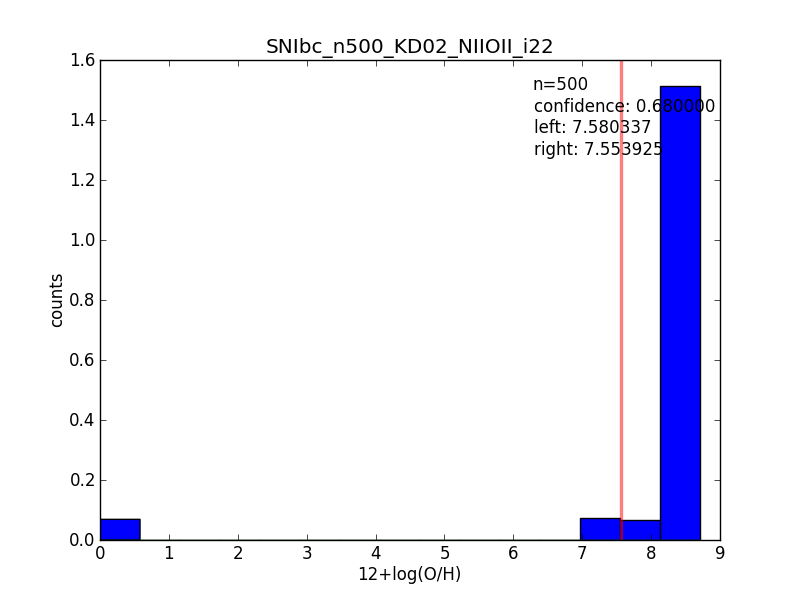 SNIbc_n500_KD02_NIIOII_i22
1.6
1.4
1.2
1.0
0.8
0.6
0.4
0.2
0.0
counts
n=500
confidence: 0.680000
left: 7.580337
right: 7.553925
0 1 2 3 4 5 6 7 8 9
12+log(O/H)